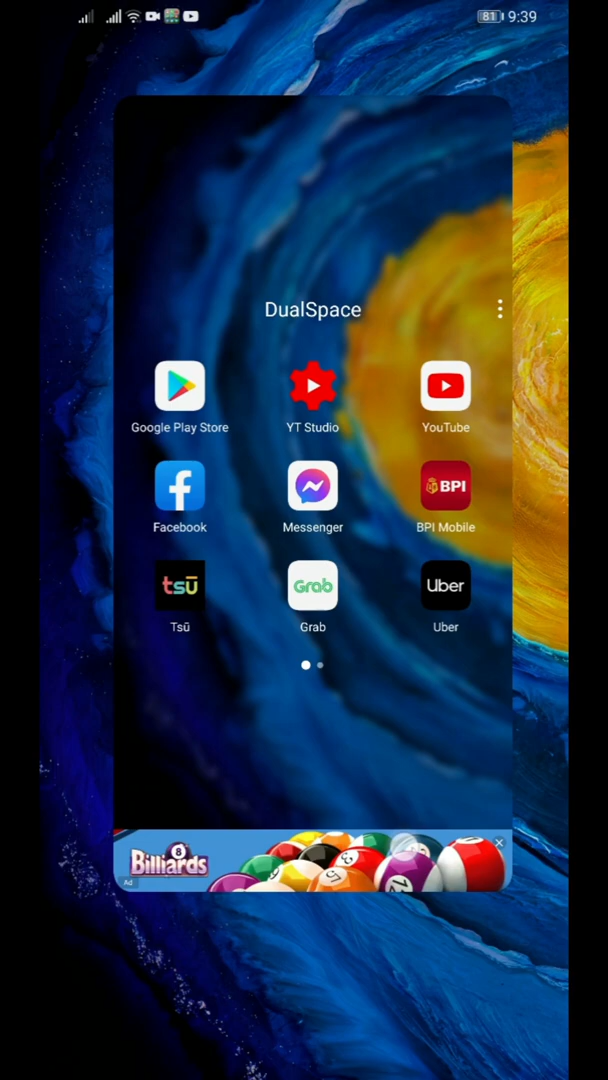 81 9:39
DualSpace
Google Play Store YT Studio YouTube
BPI
Facebook Messenger BPI Mobile
tsū Grab Uber
Tsū Grab Uber
8
Billiards
Ad